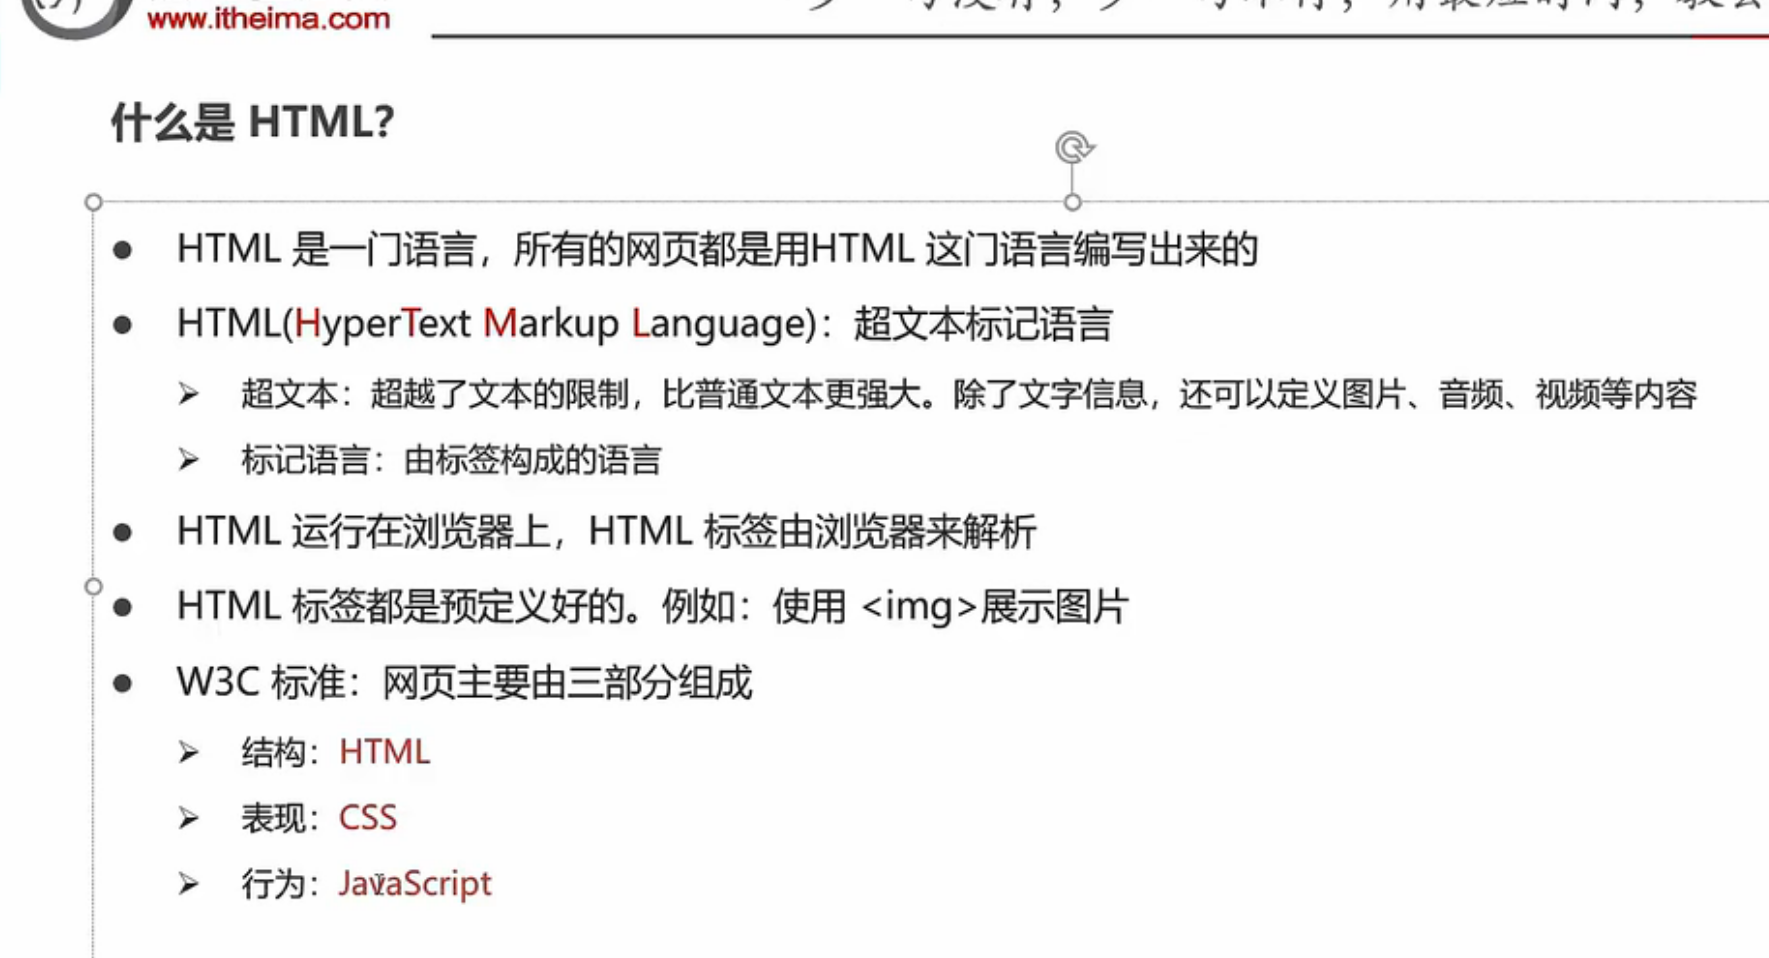 www.itheima.com
什么是 HTML?
● HTML 是一门语言，所有的网页都是用HTML 这门语言编写出来的
● HTML(HyperText Markup Language)：超文本标记语言
➢ 超文本：超越了文本的限制，比普通文本更强大。除了文字信息，还可以定义图片、音频、视频等内容
➢ 标记语言：由标签构成的语言
● HTML 运行在浏览器上，HTML 标签由浏览器来解析
● HTML 标签都是预定义好的。例如：使用 <img>展示图片
● W3C 标准：网页主要由三部分组成
➢ 结构：HTML
➢ 表现：CSS
➢ 行为：JavaScript